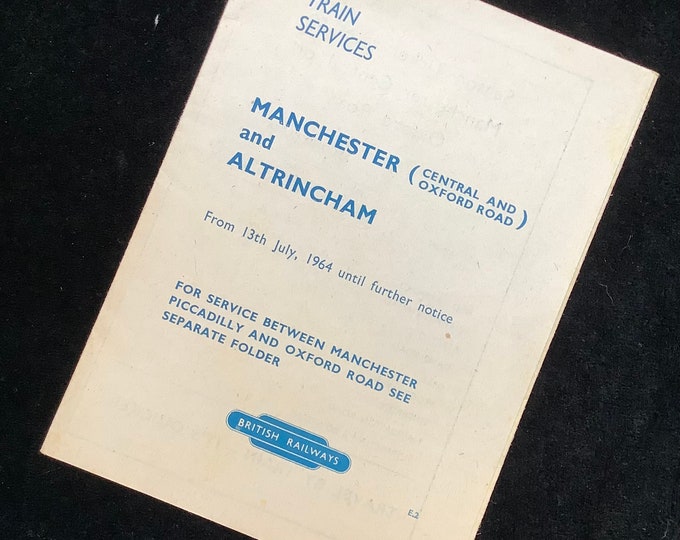 TRAIN
SERVICES
MANCHESTER (CENTRAL AND
OXFORD ROAD)
and
ALTRINCHAM
From 13th July, 1964 until further notice
FOR SERVICE BETWEEN MANCHESTER
PICCADILLY AND OXFORD ROAD SEE
SEPARATE FOLDER
BRITISH RAILWAYS
E.2